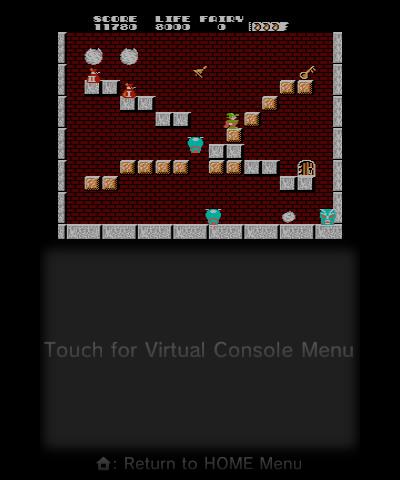 SCORE LIFE FAIRY
11780 8000 0
Touch for Virtual Console Menu
: Return to HOME Menu